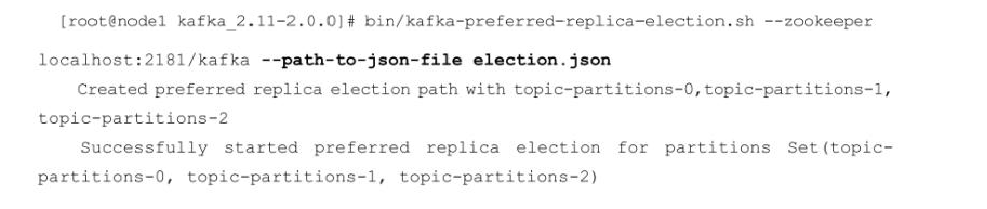 [root@node1 kafka_2.11-2.0.0]# bin/kafka-preferred-replica-election.sh --zookeeper
localhost:2181/kafka --path-to-json-file election.json
Created preferred replica election path with topic-partitions-0,topic-partitions-1,
topic-partitions-2
Successfully started preferred replica election for partitions Set(topic-
partitions-0, topic-partitions-1, topic-partitions-2)